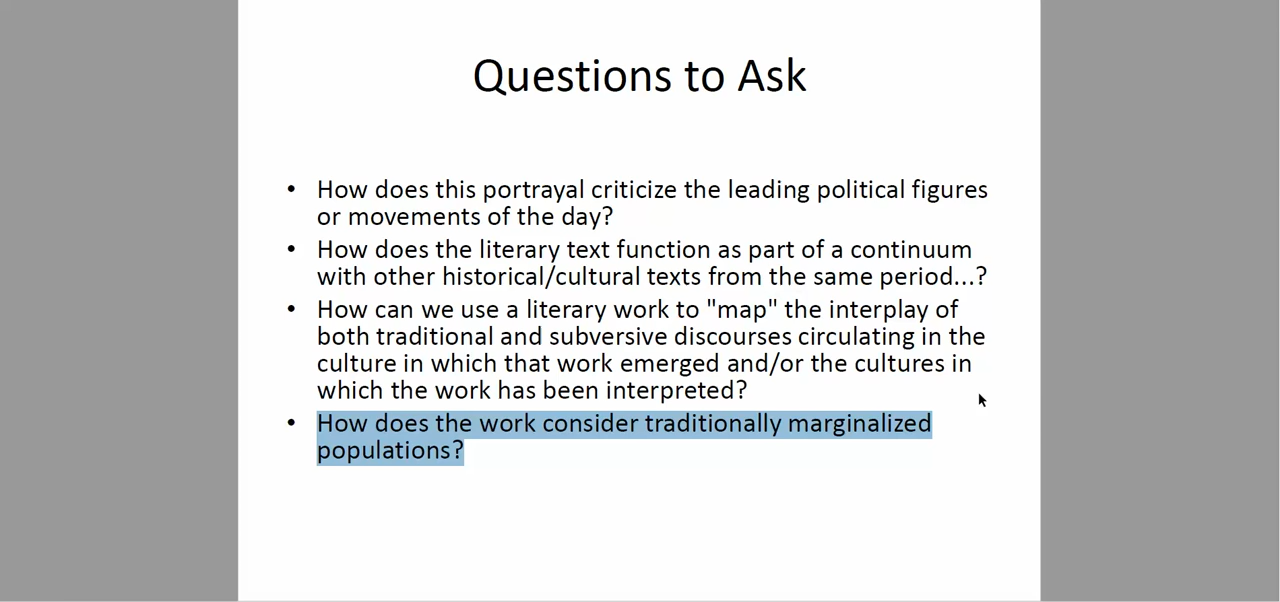 Questions to Ask
• How does this portrayal criticize the leading political figures
or movements of the day?
• How does the literary text function as part of a continuum
with other historical/cultural texts from the same period...?
• How can we use a literary work to "map" the interplay of
both traditional and subversive discourses circulating in the
culture in which that work emerged and/or the cultures in
which the work has been interpreted?
• How does the work consider traditionally marginalized
populations?